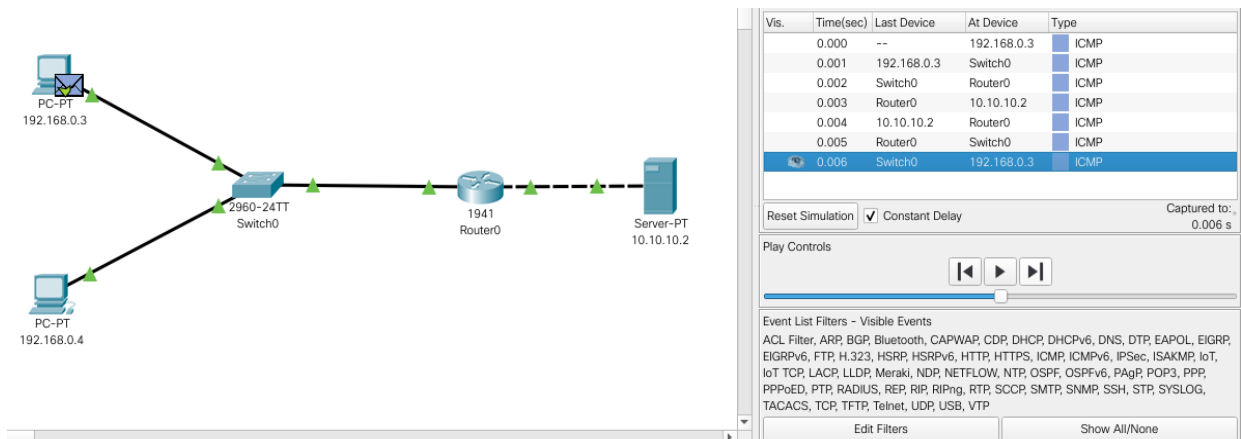 PC-PT
192.168.0.3
2960-24TT
Switch0
1941
Router0
Server-PT
10.10.10.2
PC-PT
192.168.0.4
Vis. Time(sec) Last Device At Device Type
0.000 -- 192.168.0.3 ICMP
0.001 192.168.0.3 Switch0 ICMP
0.002 Switch0 Router0 ICMP
0.003 Router0 10.10.10.2 ICMP
0.004 10.10.10.2 Router0 ICMP
0.005 Router0 Switch0 ICMP
0.006 Switch0 192.168.0.3 ICMP
Reset Simulation Constant Delay
Captured to:
0.006 s
Play Controls
Event List Filters - Visible Events
ACL Filter, ARP, BGP, Bluetooth, CAPWAP, CDP, DHCP, DHCPv6, DNS, DTP, EAPOL, EIGRP,
EIGRPv6, FTP, H.323, HSRP, HSRPv6, HTTP, HTTPS, ICMP, ICMPv6, IPSec, ISAKMP, IoT,
IoT TCP, LACP, LLDP, Meraki, NDP, NETFLOW, NTP, OSPF, OSPFv6, PAgP, POP3, PPP,
PPPoED, PTP, RADIUS, REP, RIP, RIPng, RTP, SCCP, SMTP, SNMP, SSH, STP, SYSLOG,
TACACS, TCP, TFTP, Telnet, UDP, USB, VTP
Edit Filters Show All/None